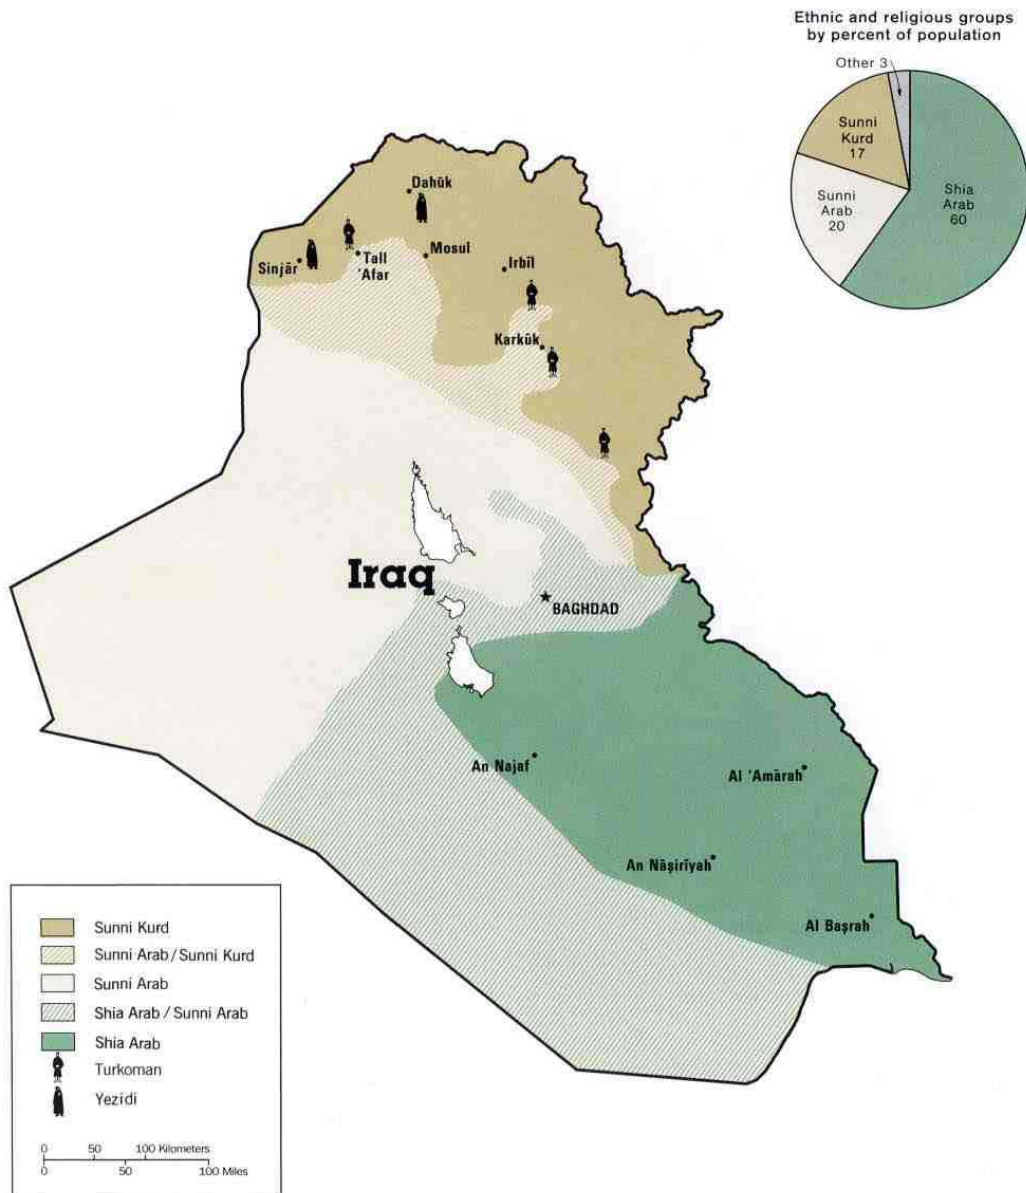 Ethnic and religious groups
by percent of population
Other 3
Sunni
Kurd
17
Sunni
Arab
20
Shia
Arab
60
Dahūk
Sinjār
Tall
'Afar
Mosul
Irbīl
Karkūk
Iraq
BAGHDAD
An Najaf
Al 'Amārah
An Nāşirīyah
Al Başrah
Sunni Kurd
Sunni Arab/Sunni Kurd
Sunni Arab
Shia Arab / Sunni Arab
Shia Arab
Turkoman
Yezidi
0 50 100 Kilometers
0 50 100 Miles